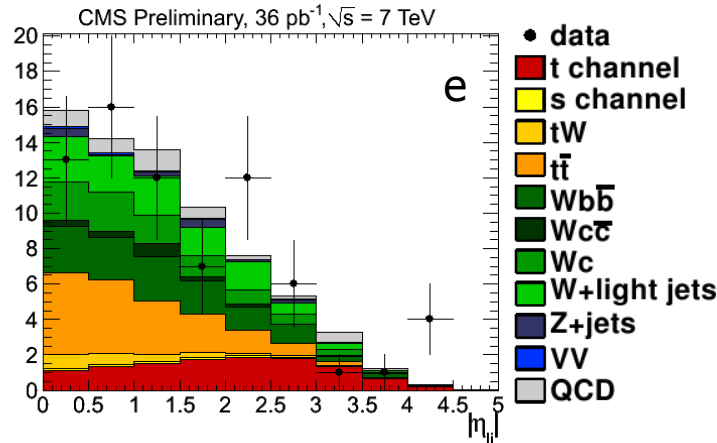 CMS Preliminary, 36 pb⁻¹,√s = 7 TeV
e
20
18
16
14
12
10
8
6
4
2
0
0 0.5 1 1.5 2 2.5 3 3.5 4 4.5 5
|η_lj|
data
t channel
s channel
tW
tt̅
Wbb̅
Wcc̅
Wc
W+light jets
Z+jets
VV
QCD